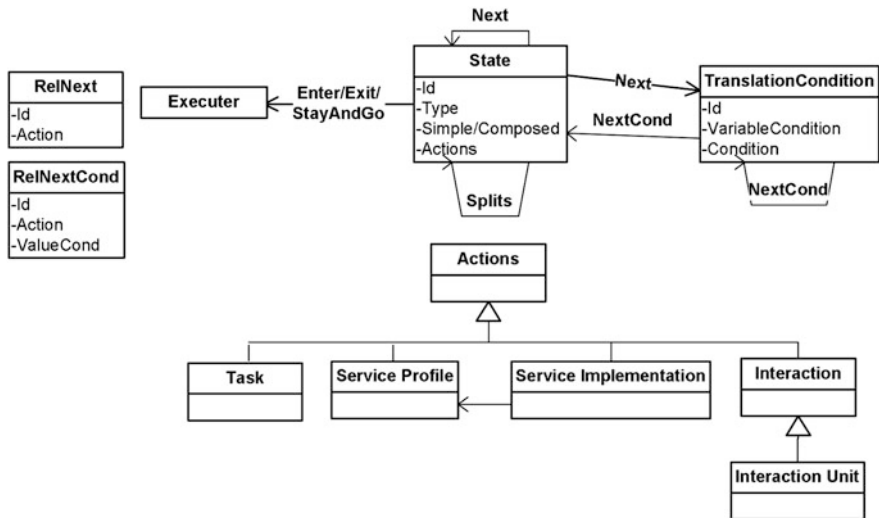 Next
State
-Id
-Type
-Simple/Composed
-Actions
RelNext
-Id
-Action
Executer
Enter/Exit/
StayAndGo
Next
TranslationCondition
-Id
-VariableCondition
-Condition
NextCond
NextCond
RelNextCond
-Id
-Action
-ValueCond
Splits
Actions
Task
Service Profile
Service Implementation
Interaction
Interaction Unit